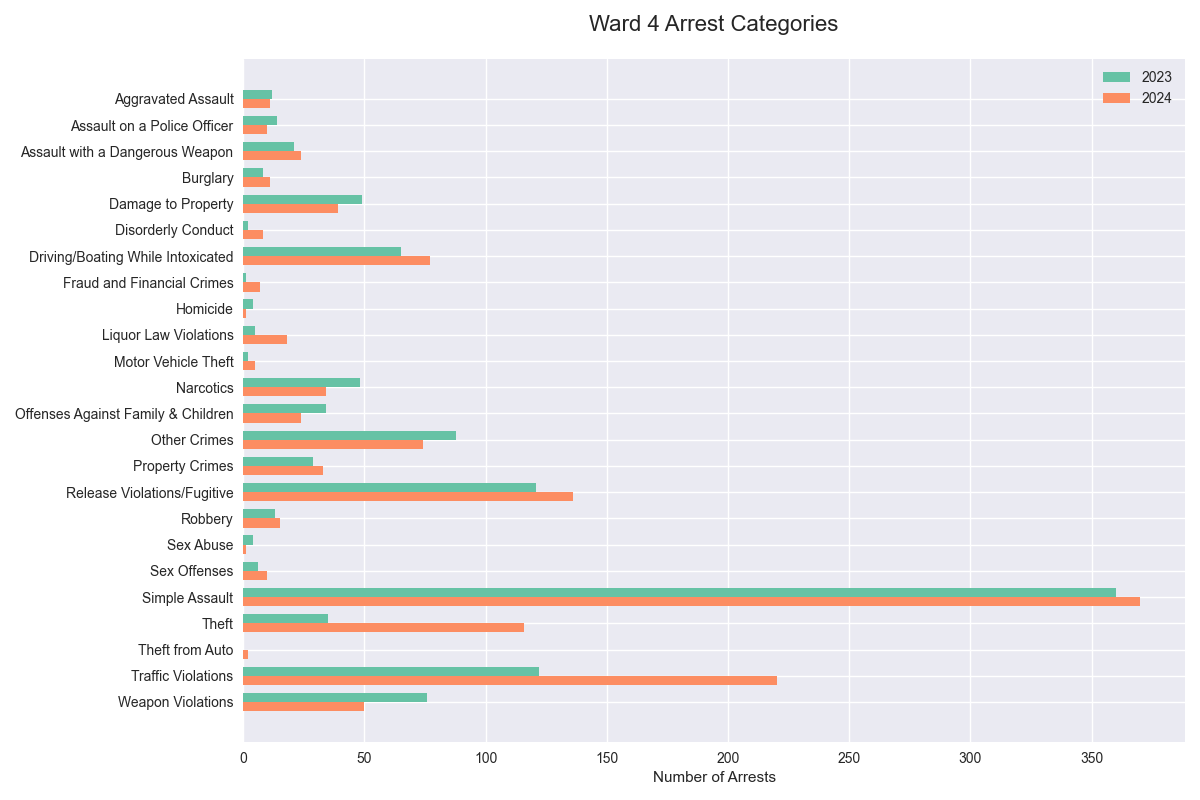 Ward 4 Arrest Categories
2023
2024
Aggravated Assault
Assault on a Police Officer
Assault with a Dangerous Weapon
Burglary
Damage to Property
Disorderly Conduct
Driving/Boating While Intoxicated
Fraud and Financial Crimes
Homicide
Liquor Law Violations
Motor Vehicle Theft
Narcotics
Offenses Against Family & Children
Other Crimes
Property Crimes
Release Violations/Fugitive
Robbery
Sex Abuse
Sex Offenses
Simple Assault
Theft
Theft from Auto
Traffic Violations
Weapon Violations
0 50 100 150 200 250 300 350
Number of Arrests